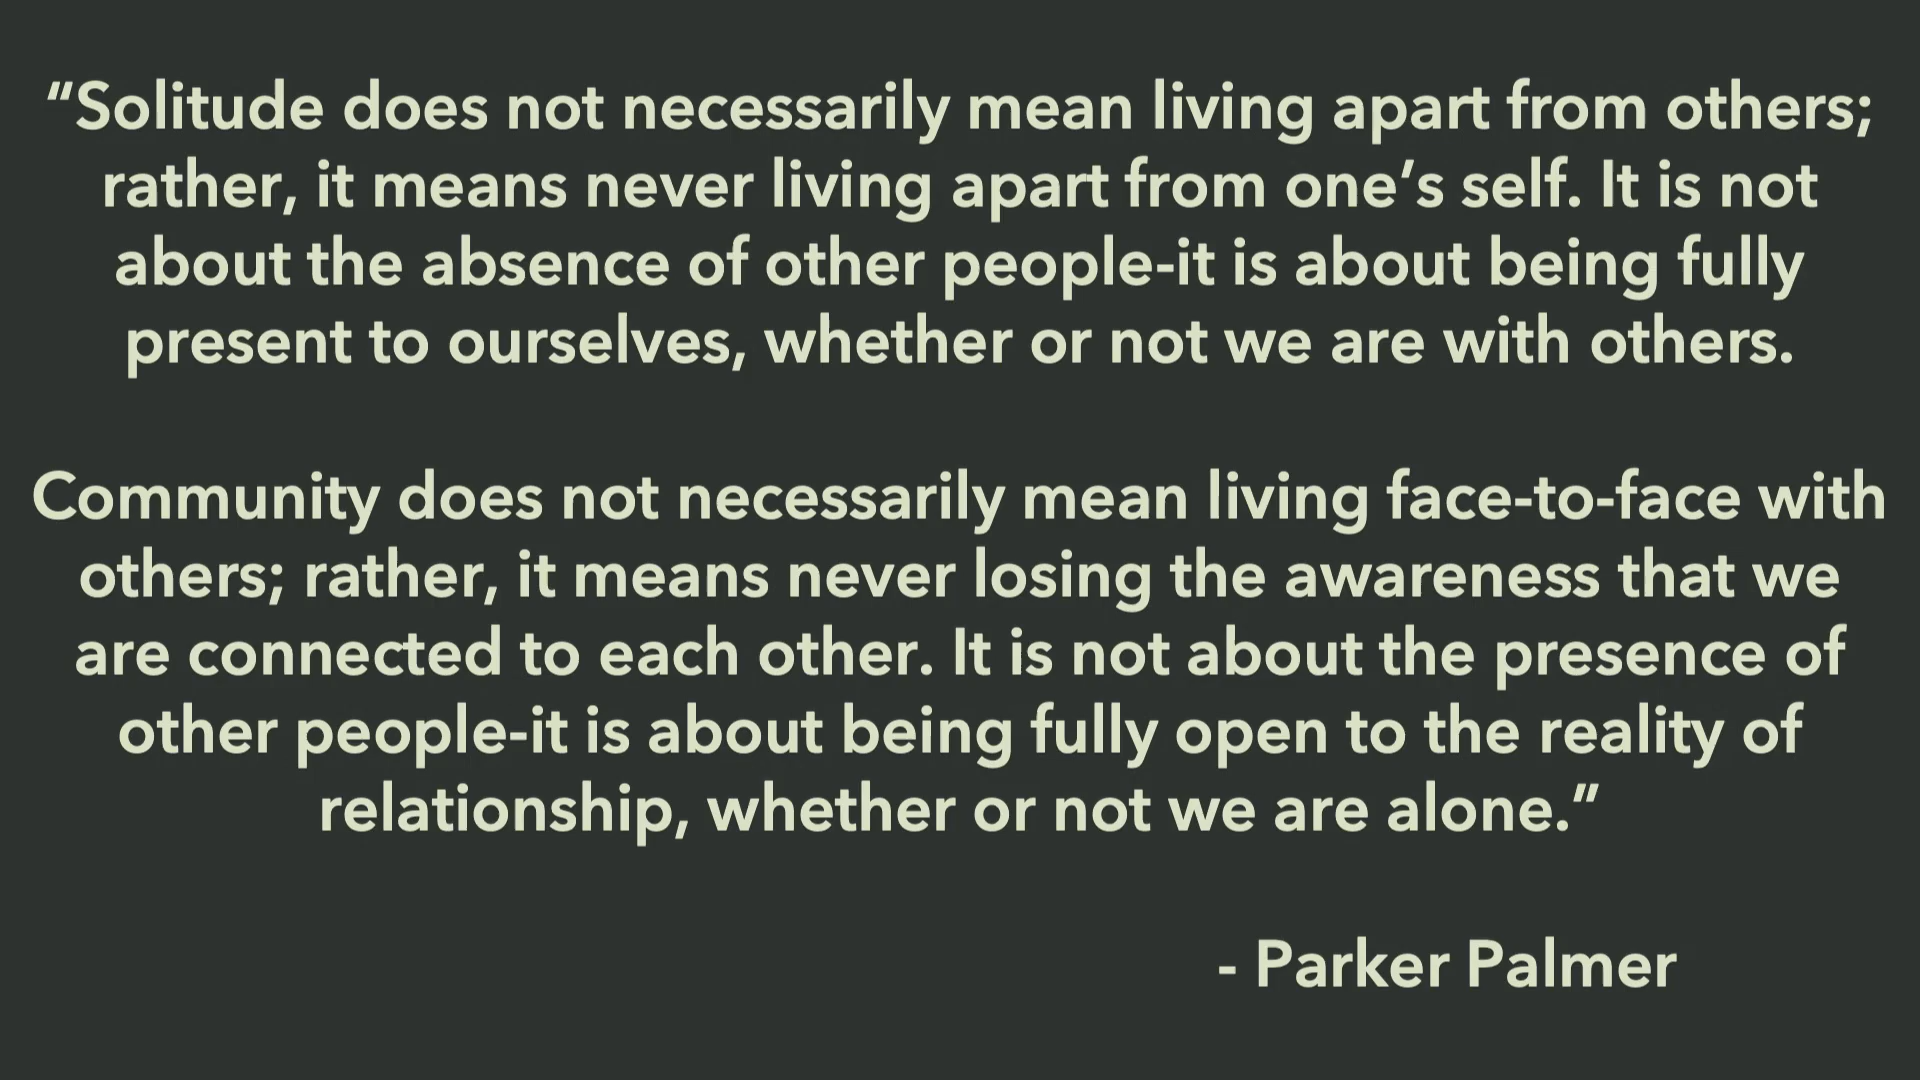 “Solitude does not necessarily mean living apart from others;
rather, it means never living apart from one’s self. It is not
about the absence of other people-it is about being fully
present to ourselves, whether or not we are with others.
Community does not necessarily mean living face-to-face with
others; rather, it means never losing the awareness that we
are connected to each other. It is not about the presence of
other people-it is about being fully open to the reality of
relationship, whether or not we are alone.”
- Parker Palmer